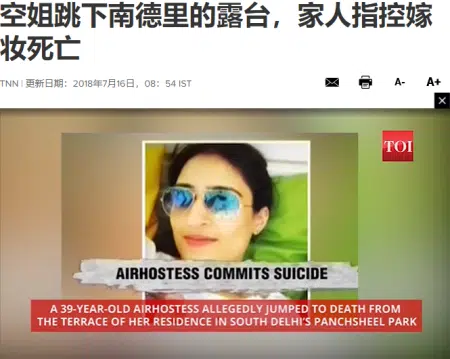 空姐跳下南德里的露台，家人指控嫁
妆死亡
TNN | 更新日期：2018年7月16日，08：54 IST
A-
A+
TOI
AIRHOSTESS COMMITS SUICIDE
A 39-YEAR-OLD AIRHOSTESS ALLEGEDLY JUMPED TO DEATH FROM
THE TERRACE OF HER RESIDENCE IN SOUTH DELHI'S PANCHSHEEL PARK